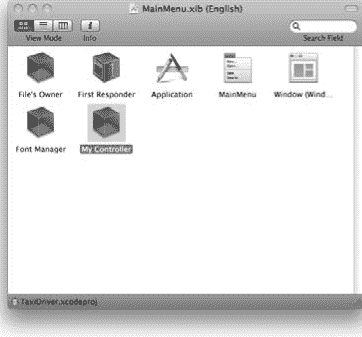 MainMenu.xib (English)
View Mode
Info
Search Field
File's Owner
First Responder
Application
MainMenu
Window (Wind...
Font Manager
My Controller
TaxiDriver.xcodeproj